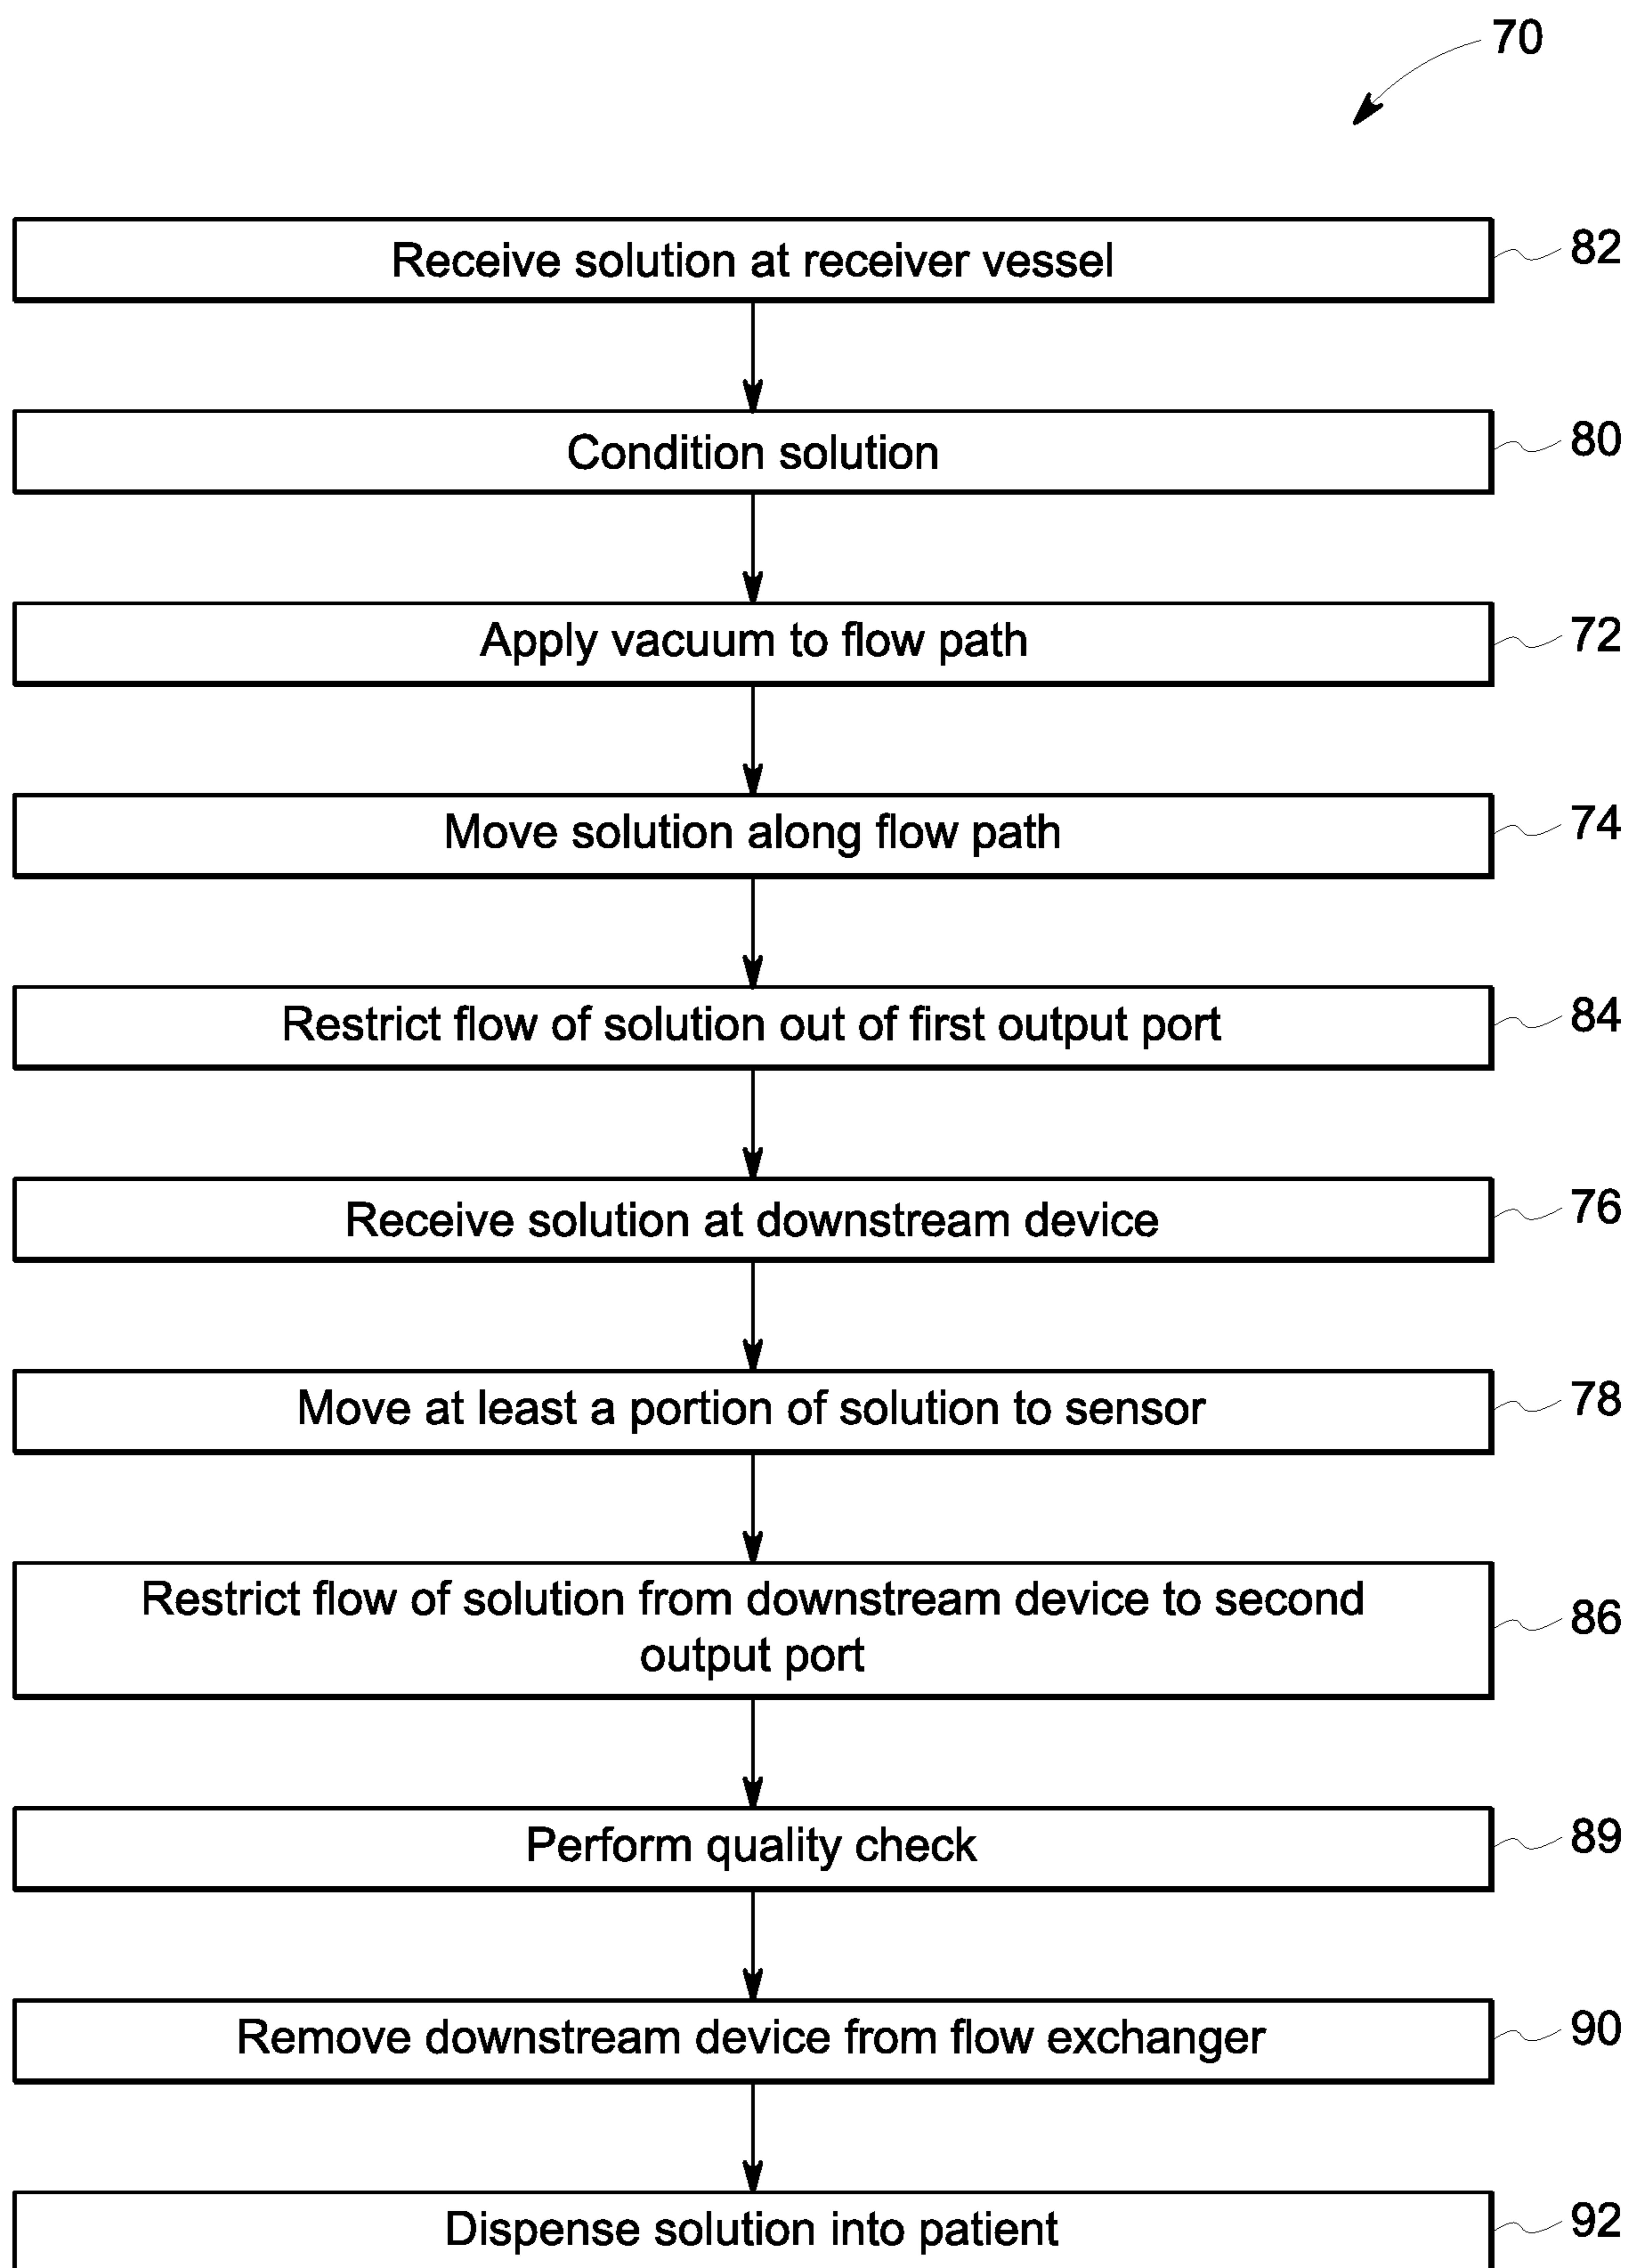 70
Receive solution at receiver vessel
82
Condition solution
80
Apply vacuum to flow path
72
Move solution along flow path
74
Restrict flow of solution out of first output port
84
Receive solution at downstream device
76
Move at least a portion of solution to sensor
78
Restrict flow of solution from downstream device to second
output port
86
Perform quality check
89
Remove downstream device from flow exchanger
90
Dispense solution into patient
92